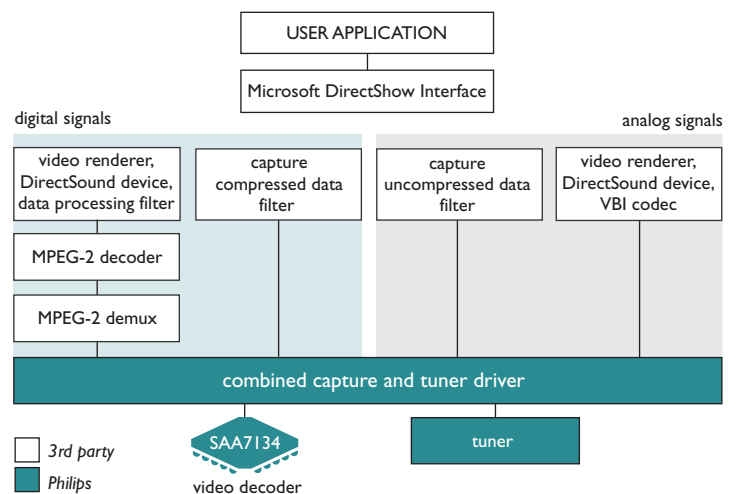 USER APPLICATION
Microsoft DirectShow Interface
digital signals
analog signals
video renderer,
DirectSound device,
data processing filter
capture
compressed data
filter
capture
uncompressed data
filter
video renderer,
DirectSound device,
VBI codec
MPEG-2 decoder
MPEG-2 demux
combined capture and tuner driver
SAA7134
tuner
video decoder
3rd party
Philips